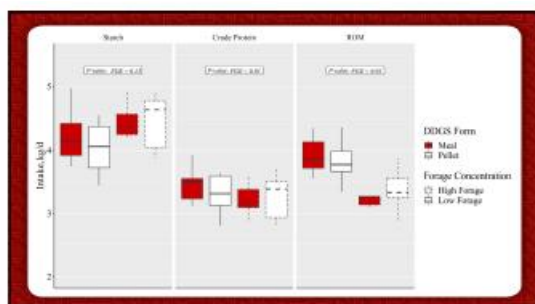 Starch
Crude Protein
ROM
5
4
3
2
Intake, kg/d
DDGS Form
Meal
Pellet
Forage Concentration
High Forage
Low Forage